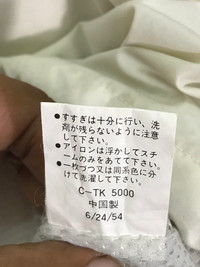 ●すすぎは十分に行い、洗
剤が残らないように注意
して下さい。
●アイロンは浮かしてスチ
ームのみをあてて下さい。
●一枚づつ又は同系色に分
けて洗濯して下さい。
C-TK 5000
中国製
6/24/54